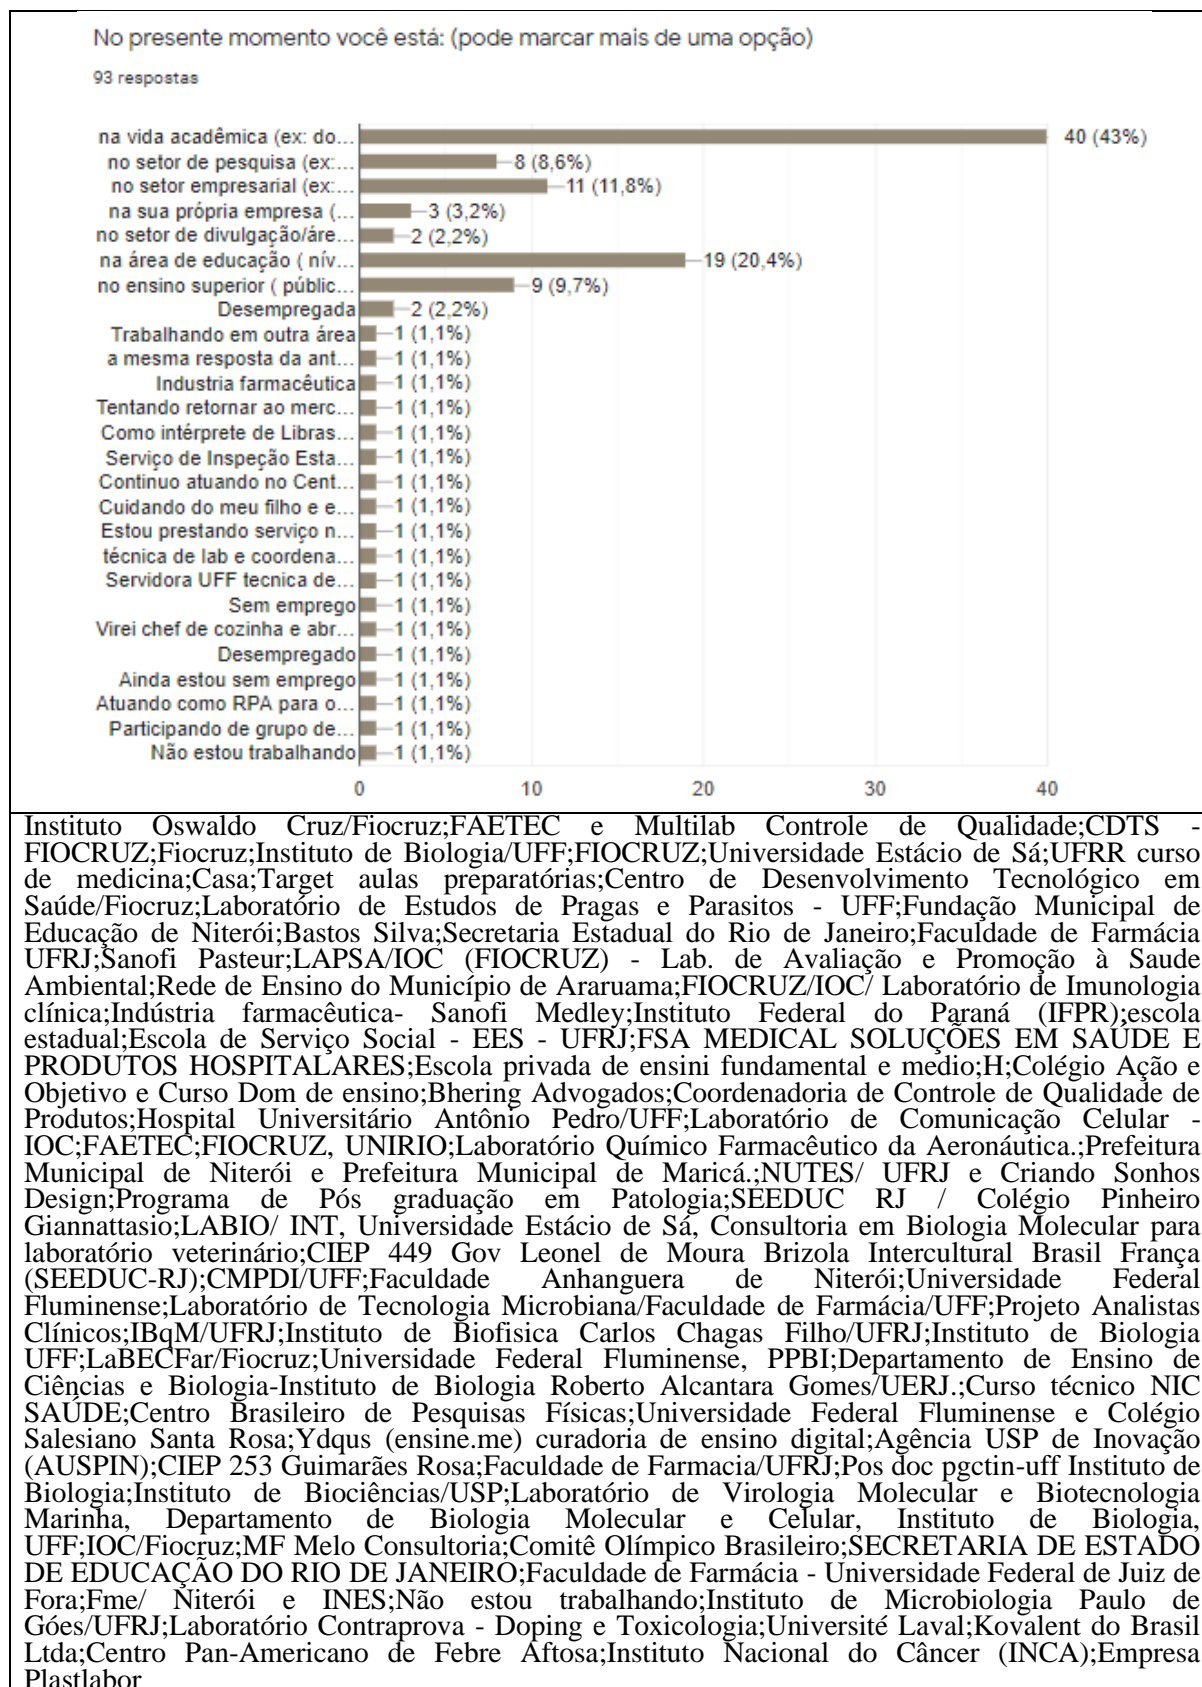 No presente momento você está: (pode marcar mais de uma opção)
93 respostas
na vida acadêmica (ex: do... 40 (43%)
no setor de pesquisa (ex:... 8 (8,6%)
no setor empresarial (ex:... 11 (11,8%)
na sua própria empresa (... 3 (3,2%)
no setor de divulgação/áre... 2 (2,2%)
na área de educação ( nív... 19 (20,4%)
no ensino superior ( públic... 9 (9,7%)
Desempregada 2 (2,2%)
Trabalhando em outra área 1 (1,1%)
a mesma resposta da ant... 1 (1,1%)
Industria farmacêutica 1 (1,1%)
Tentando retornar ao merc... 1 (1,1%)
Como intérprete de Libras... 1 (1,1%)
Serviço de Inspeção Esta... 1 (1,1%)
Continuo atuando no Cent... 1 (1,1%)
Cuidando do meu filho e e... 1 (1,1%)
Estou prestando serviço n... 1 (1,1%)
técnica de lab e coordena... 1 (1,1%)
Servidora UFF tecnica de... 1 (1,1%)
Sem emprego 1 (1,1%)
Virei chef de cozinha e abr... 1 (1,1%)
Desempregado 1 (1,1%)
Ainda estou sem emprego 1 (1,1%)
Atuando como RPA para o... 1 (1,1%)
Participando de grupo de... 1 (1,1%)
Não estou trabalhando 1 (1,1%)
0 10 20 30 40
Instituto Oswaldo Cruz/Fiocruz;FAETEC e Multilab Controle de Qualidade;CDTS -
FIOCRUZ;Fiocruz;Instituto de Biologia/UFF;FIOCRUZ;Universidade Estácio de Sá;UFRR curso
de medicina;Casa;Target aulas preparatórias;Centro de Desenvolvimento Tecnológico em
Saúde/Fiocruz;Laboratório de Estudos de Pragas e Parasitos - UFF;Fundação Municipal de
Educação de Niterói;Bastos Silva;Secretaria Estadual do Rio de Janeiro;Faculdade de Farmácia
UFRJ;Sanofi Pasteur;LAPSA/IOC (FIOCRUZ) - Lab. de Avaliação e Promoção à Saude
Ambiental;Rede de Ensino do Município de Araruama;FIOCRUZ/IOC/ Laboratório de Imunologia
clínica;Indústria farmacêutica- Sanofi Medley;Instituto Federal do Paraná (IFPR);escola
estadual;Escola de Serviço Social - EES - UFRJ;FSA MEDICAL SOLUÇÕES EM SAÚDE E
PRODUTOS HOSPITALARES;Escola privada de ensini fundamental e medio;H;Colégio Ação e
Objetivo e Curso Dom de ensino;Bhering Advogados;Coordenadoria de Controle de Qualidade de
Produtos;Hospital Universitário Antônio Pedro/UFF;Laboratório de Comunicação Celular -
IOC;FAETEC;FIOCRUZ, UNIRIO;Laboratório Químico Farmacêutico da Aeronáutica.;Prefeitura
Municipal de Niterói e Prefeitura Municipal de Maricá.;NUTES/ UFRJ e Criando Sonhos
Design;Programa de Pós graduação em Patologia;SEEDUC RJ / Colégio Pinheiro
Giannattasio;LABIO/ INT, Universidade Estácio de Sá, Consultoria em Biologia Molecular para
laboratório veterinário;CIEP 449 Gov Leonel de Moura Brizola Intercultural Brasil França
(SEEDUC-RJ);CMPDI/UFF;Faculdade Anhanguera de Niterói;Universidade Federal
Fluminense;Laboratório de Tecnologia Microbiana/Faculdade de Farmácia/UFF;Projeto Analistas
Clínicos;IBqM/UFRJ;Instituto de Biofisica Carlos Chagas Filho/UFRJ;Instituto de Biologia
UFF;LaBECFar/Fiocruz;Universidade Federal Fluminense, PPBI;Departamento de Ensino de
Ciências e Biologia-Instituto de Biologia Roberto Alcantara Gomes/UERJ.;Curso técnico NIC
SAÚDE;Centro Brasileiro de Pesquisas Físicas;Universidade Federal Fluminense e Colégio
Salesiano Santa Rosa;Ydqus (ensine.me) curadoria de ensino digital;Agência USP de Inovação
(AUSPIN);CIEP 253 Guimarães Rosa;Faculdade de Farmacia/UFRJ;Pos doc pgctin-uff Instituto de
Biologia;Instituto de Biociências/USP;Laboratório de Virologia Molecular e Biotecnologia
Marinha, Departamento de Biologia Molecular e Celular, Instituto de Biologia,
UFF;IOC/Fiocruz;MF Melo Consultoria;Comitê Olímpico Brasileiro;SECRETARIA DE ESTADO
DE EDUCAÇÃO DO RIO DE JANEIRO;Faculdade de Farmácia - Universidade Federal de Juiz de
Fora;Fme/ Niterói e INES;Não estou trabalhando;Instituto de Microbiologia Paulo de
Góes/UFRJ;Laboratório Contraprova - Doping e Toxicologia;Université Laval;Kovalent do Brasil
Ltda;Centro Pan-Americano de Febre Aftosa;Instituto Nacional do Câncer (INCA);Empresa
Plastlabor